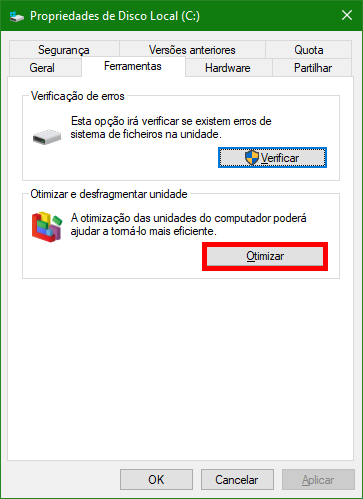 Propriedades de Disco Local (C:)
Segurança Versões anteriores Quota
Geral Ferramentas Hardware Partilhar
Verificação de erros
Esta opção irá verificar se existem erros de
sistema de ficheiros na unidade.
Verificar
Otimizar e desfragmentar unidade
A otimização das unidades do computador poderá
ajudar a torná-lo mais eficiente.
Otimizar
OK Cancelar Aplicar